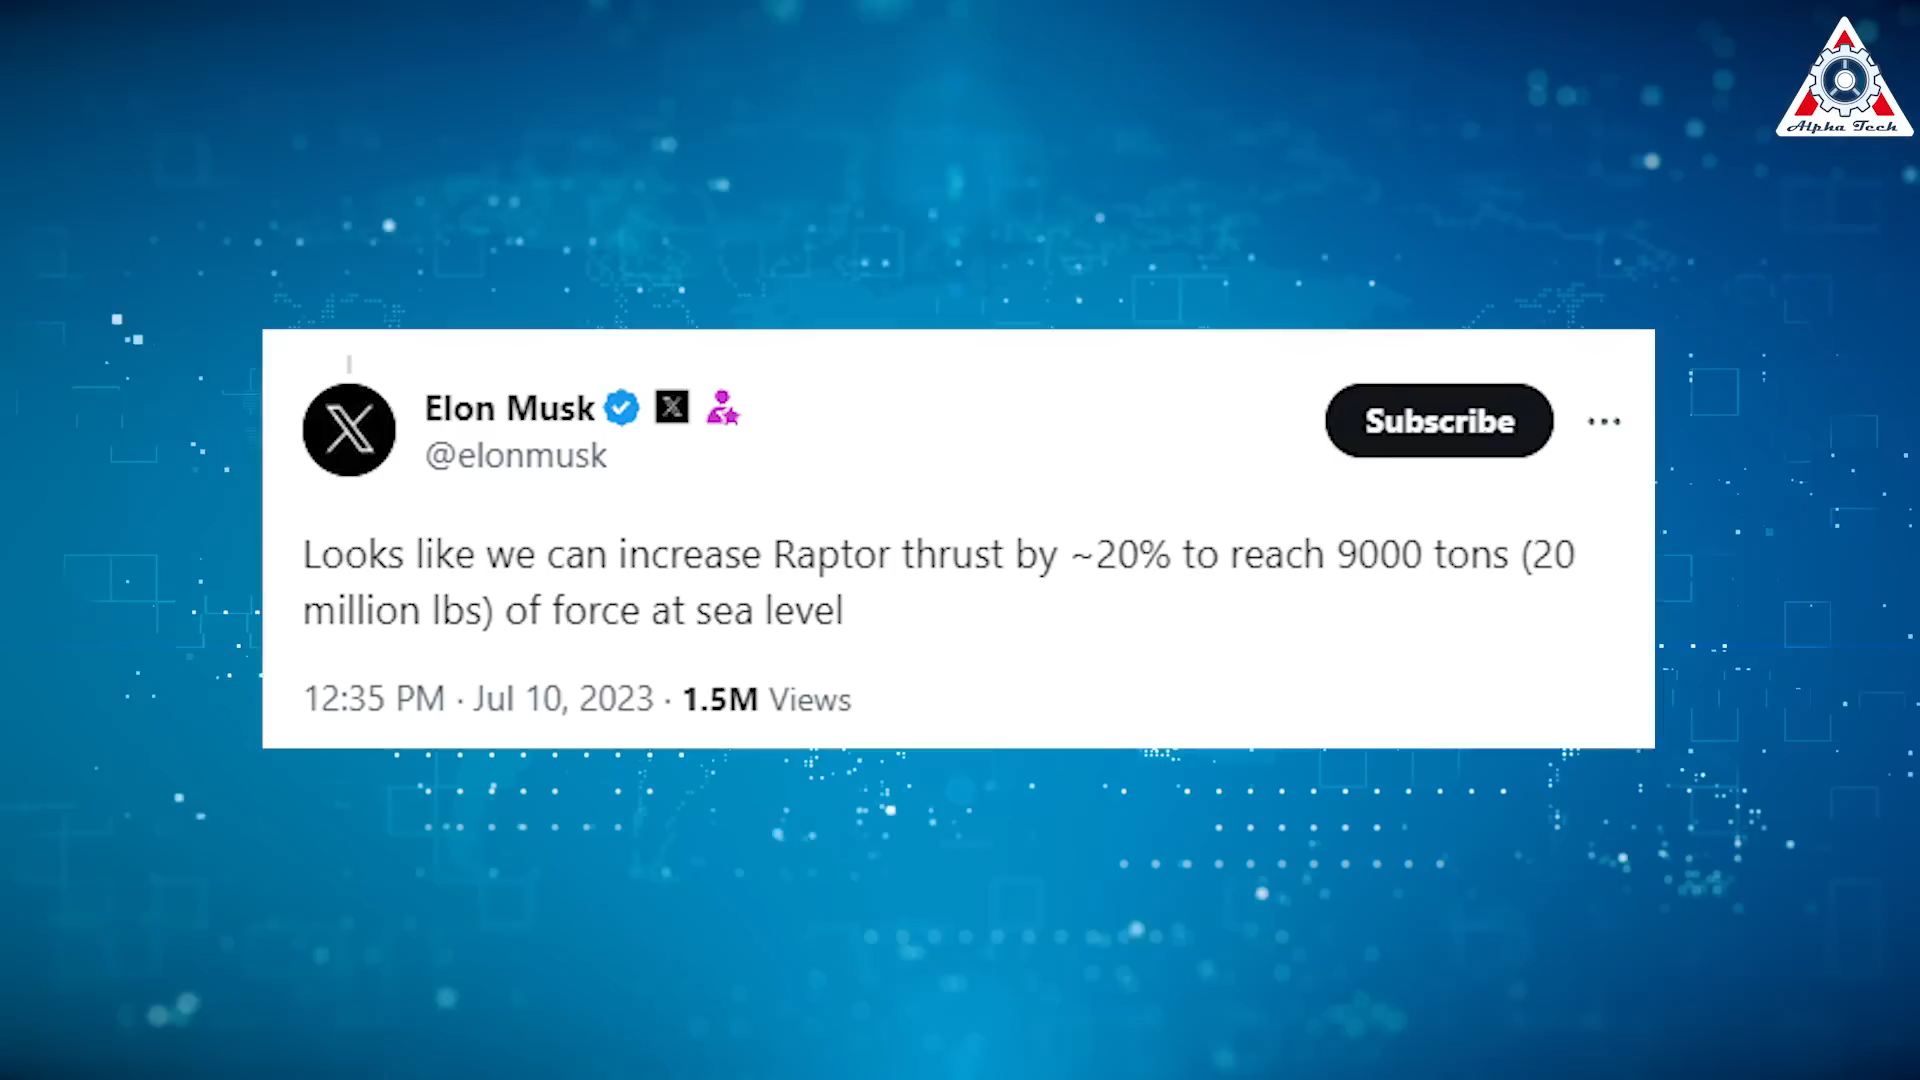 Alpha Tech
Elon Musk
@elonmusk
Subscribe
Looks like we can increase Raptor thrust by ~20% to reach 9000 tons (20
million lbs) of force at sea level
12:35 PM · Jul 10, 2023 · 1.5M Views